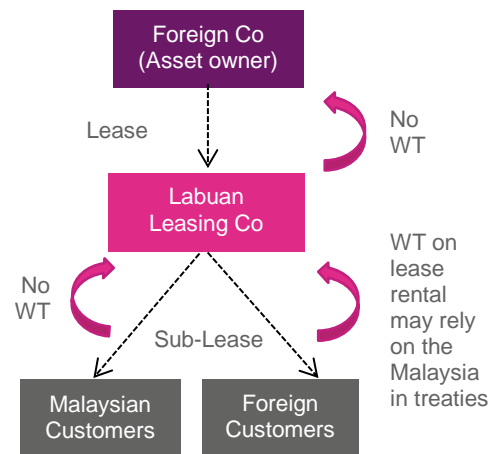 Foreign Co
(Asset owner)
Lease
No
WT
Labuan
Leasing Co
No
WT
WT on
lease
rental
may rely
on the
Malaysia
in treaties
Sub-Lease
Malaysian
Customers
Foreign
Customers